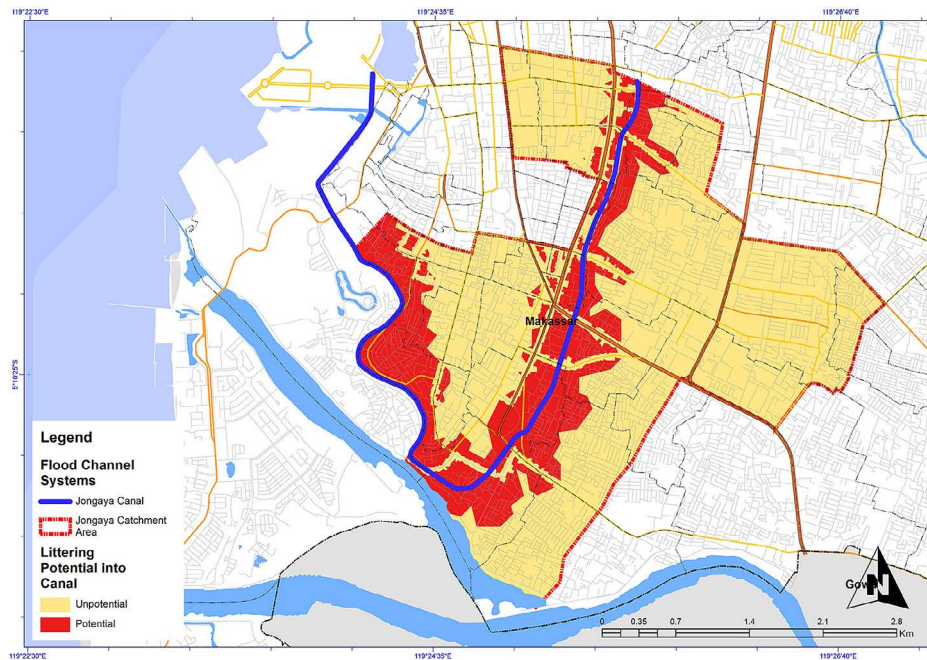 119°22'30"E
119°24'35"E
119°26'40"E
5°10'25"S
Makassar
Legend
Flood Channel
Systems
Jongaya Canal
Jongaya Catchment
Area
Littering
Potential into
Canal
Unpotential
Potential
Gowa
N
0 0.35 0.7 1.4 2.1 2.8
Km
119°22'30"E
119°24'35"E
119°26'40"E